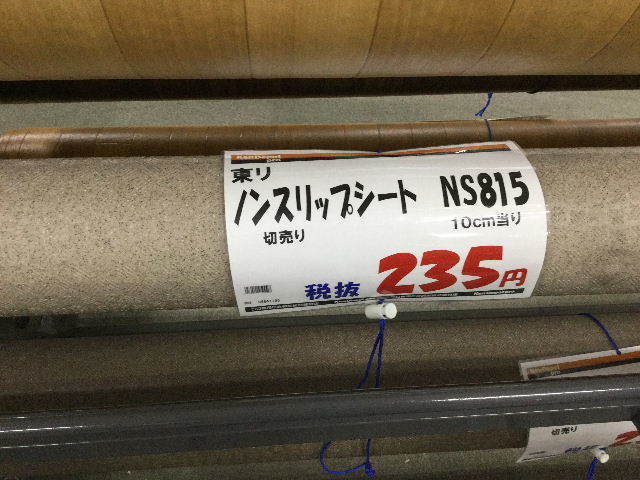 東リ
ノンスリップシート NS815
切売り 10cm当り
税抜 235円
切売り